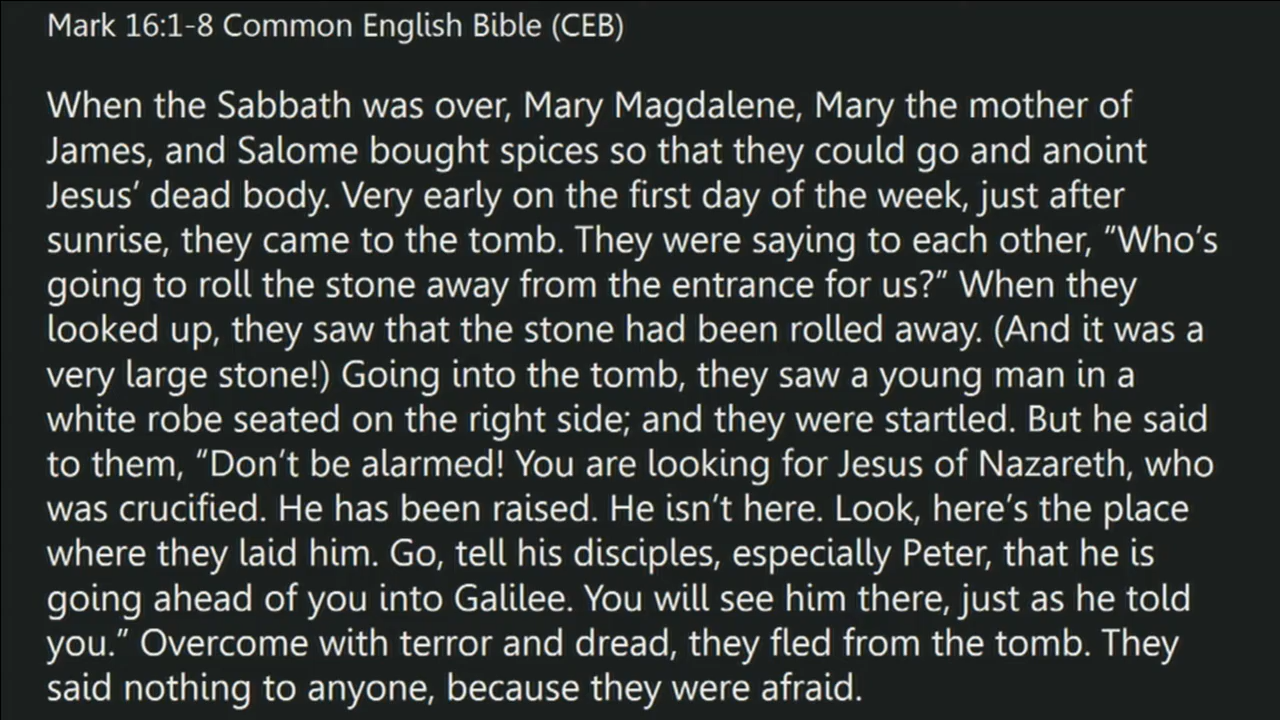 Mark 16:1-8 Common English Bible (CEB)
When the Sabbath was over, Mary Magdalene, Mary the mother of
James, and Salome bought spices so that they could go and anoint
Jesus’ dead body. Very early on the first day of the week, just after
sunrise, they came to the tomb. They were saying to each other, “Who’s
going to roll the stone away from the entrance for us?” When they
looked up, they saw that the stone had been rolled away. (And it was a
very large stone!) Going into the tomb, they saw a young man in a
white robe seated on the right side; and they were startled. But he said
to them, “Don’t be alarmed! You are looking for Jesus of Nazareth, who
was crucified. He has been raised. He isn’t here. Look, here’s the place
where they laid him. Go, tell his disciples, especially Peter, that he is
going ahead of you into Galilee. You will see him there, just as he told
you.” Overcome with terror and dread, they fled from the tomb. They
said nothing to anyone, because they were afraid.